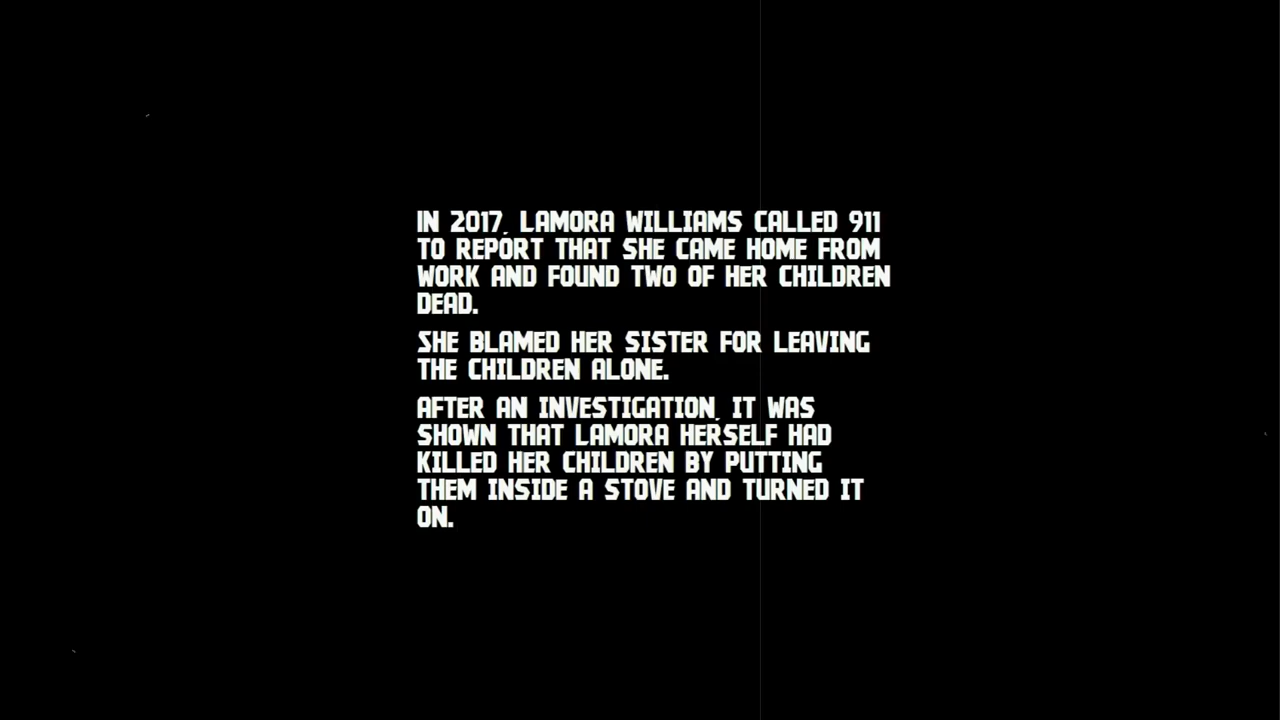 IN 2017, LAMORA WILLIAMS CALLED 911
TO REPORT THAT SHE CAME HOME FROM
WORK AND FOUND TWO OF HER CHILDREN
DEAD.
SHE BLAMED HER SISTER FOR LEAVING
THE CHILDREN ALONE.
AFTER AN INVESTIGATION, IT WAS
SHOWN THAT LAMORA HERSELF HAD
KILLED HER CHILDREN BY PUTTING
THEM INSIDE A STOVE AND TURNED IT
ON.